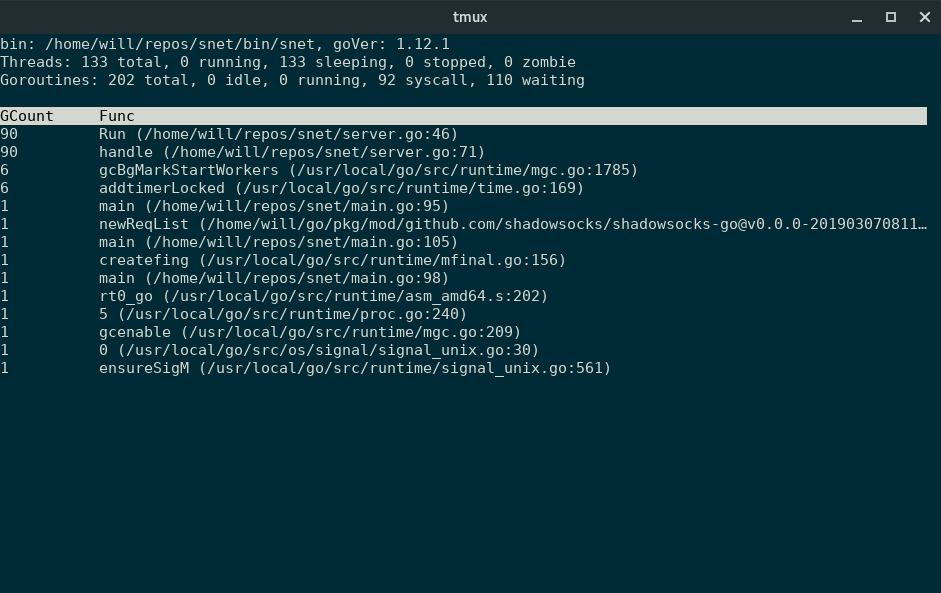 tmux
bin: /home/will/repos/snet/bin/snet, goVer: 1.12.1
Threads: 133 total, 0 running, 133 sleeping, 0 stopped, 0 zombie
Goroutines: 202 total, 0 idle, 0 running, 92 syscall, 110 waiting
GCount Func
90 Run (/home/will/repos/snet/server.go:46)
90 handle (/home/will/repos/snet/server.go:71)
6 gcBgMarkStartWorkers (/usr/local/go/src/runtime/mgc.go:1785)
6 addtimerLocked (/usr/local/go/src/runtime/time.go:169)
1 main (/home/will/repos/snet/main.go:95)
1 newReqList (/home/will/go/pkg/mod/github.com/shadowsocks/shadowsocks-go@v0.0.0-201903070811…
1 main (/home/will/repos/snet/main.go:105)
1 createfing (/usr/local/go/src/runtime/mfinal.go:156)
1 main (/home/will/repos/snet/main.go:98)
1 rt0_go (/usr/local/go/src/runtime/asm_amd64.s:202)
1 5 (/usr/local/go/src/runtime/proc.go:240)
1 gcenable (/usr/local/go/src/runtime/mgc.go:209)
1 0 (/usr/local/go/src/os/signal/signal_unix.go:30)
1 ensureSigM (/usr/local/go/src/runtime/signal_unix.go:561)